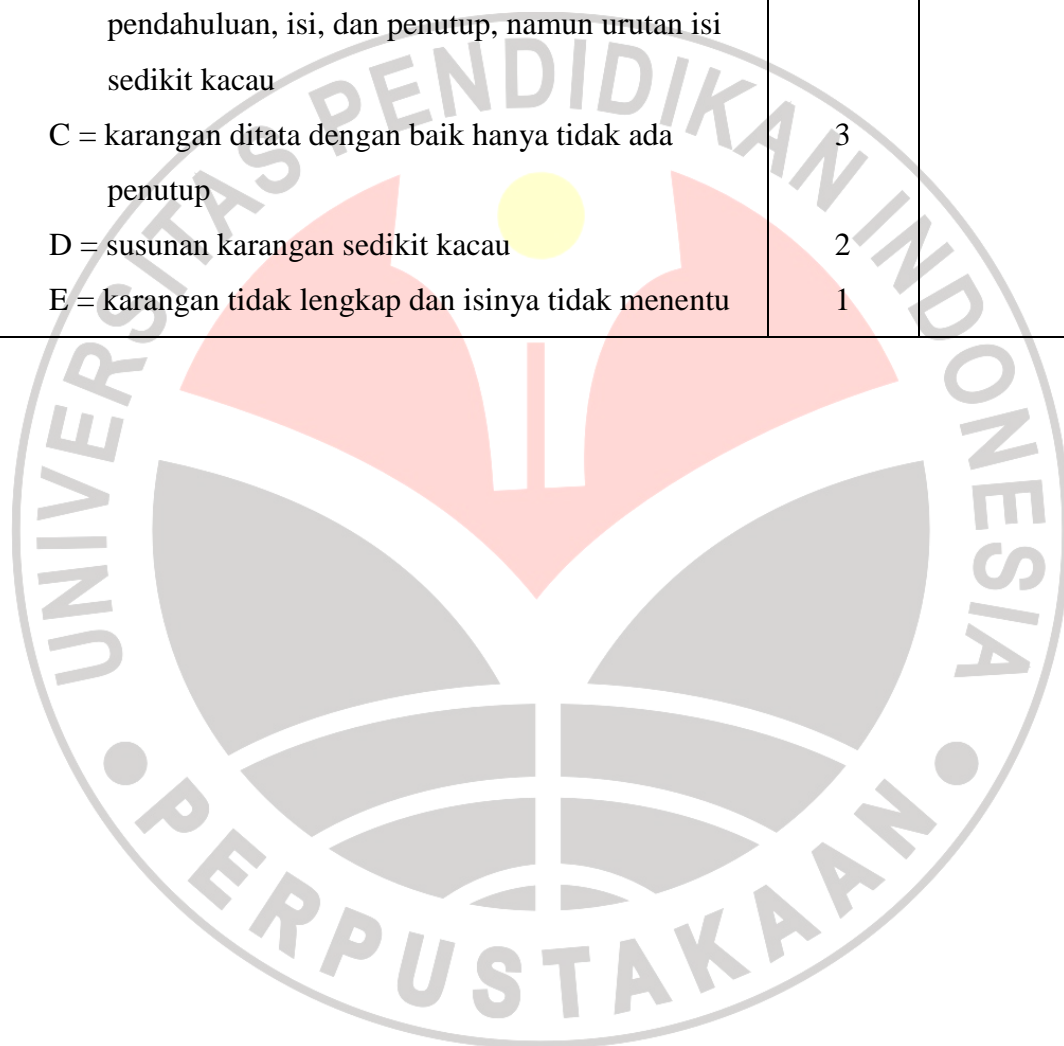 pendahuluan, isi, dan penutup, namun urutan isi
sedikit kacau
C = karangan ditata dengan baik hanya tidak ada 3
penutup
D = susunan karangan sedikit kacau 2
E = karangan tidak lengkap dan isinya tidak menentu 1
UNIVERSITAS PENDIDIKAN INDONESIA
PERPUSTAKAAN